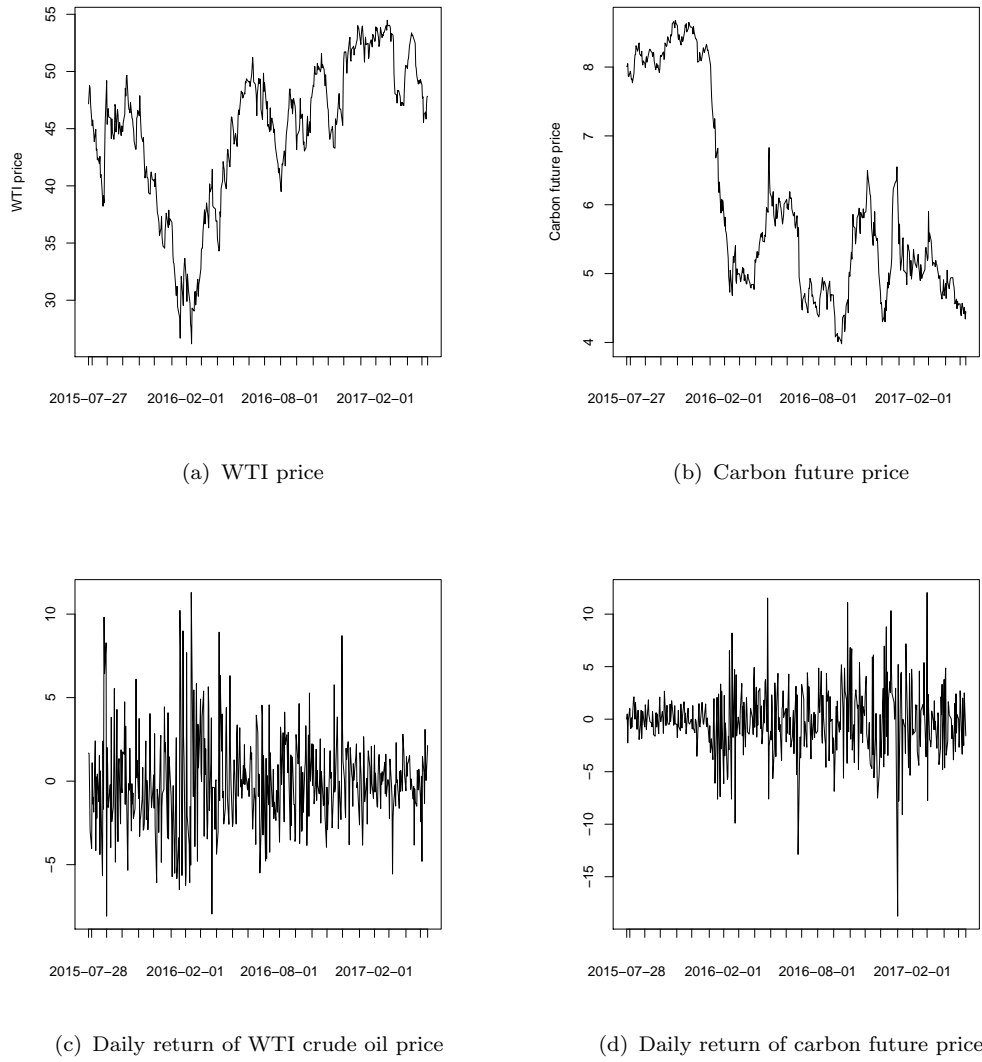 WTI price
55
50
45
40
35
30
2015−07−27 2016−02−01 2016−08−01 2017−02−01
(a) WTI price
Carbon future price
8
7
6
5
4
2015−07−27 2016−02−01 2016−08−01 2017−02−01
(b) Carbon future price
10
5
0
−5
2015−07−28 2016−02−01 2016−08−01 2017−02−01
(c) Daily return of WTI crude oil price
10
5
0
−5
−10
−15
2015−07−28 2016−02−01 2016−08−01 2017−02−01
(d) Daily return of carbon future price